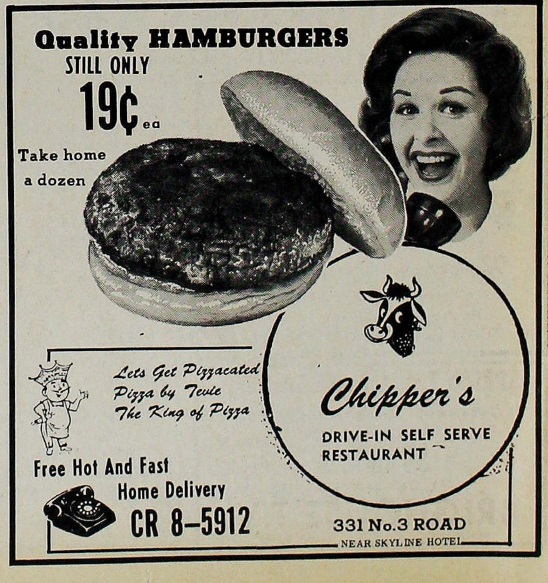 Quality HAMBURGERS
STILL ONLY
19¢ ea
Take home
a dozen
Lets Get Pizzacated
Pizza by Tevie
The King of Pizza
Chipper's
DRIVE-IN SELF SERVE
RESTAURANT
Free Hot And Fast
Home Delivery
CR 8-5912
331 No.3 ROAD
NEAR SKYLINE HOTEL